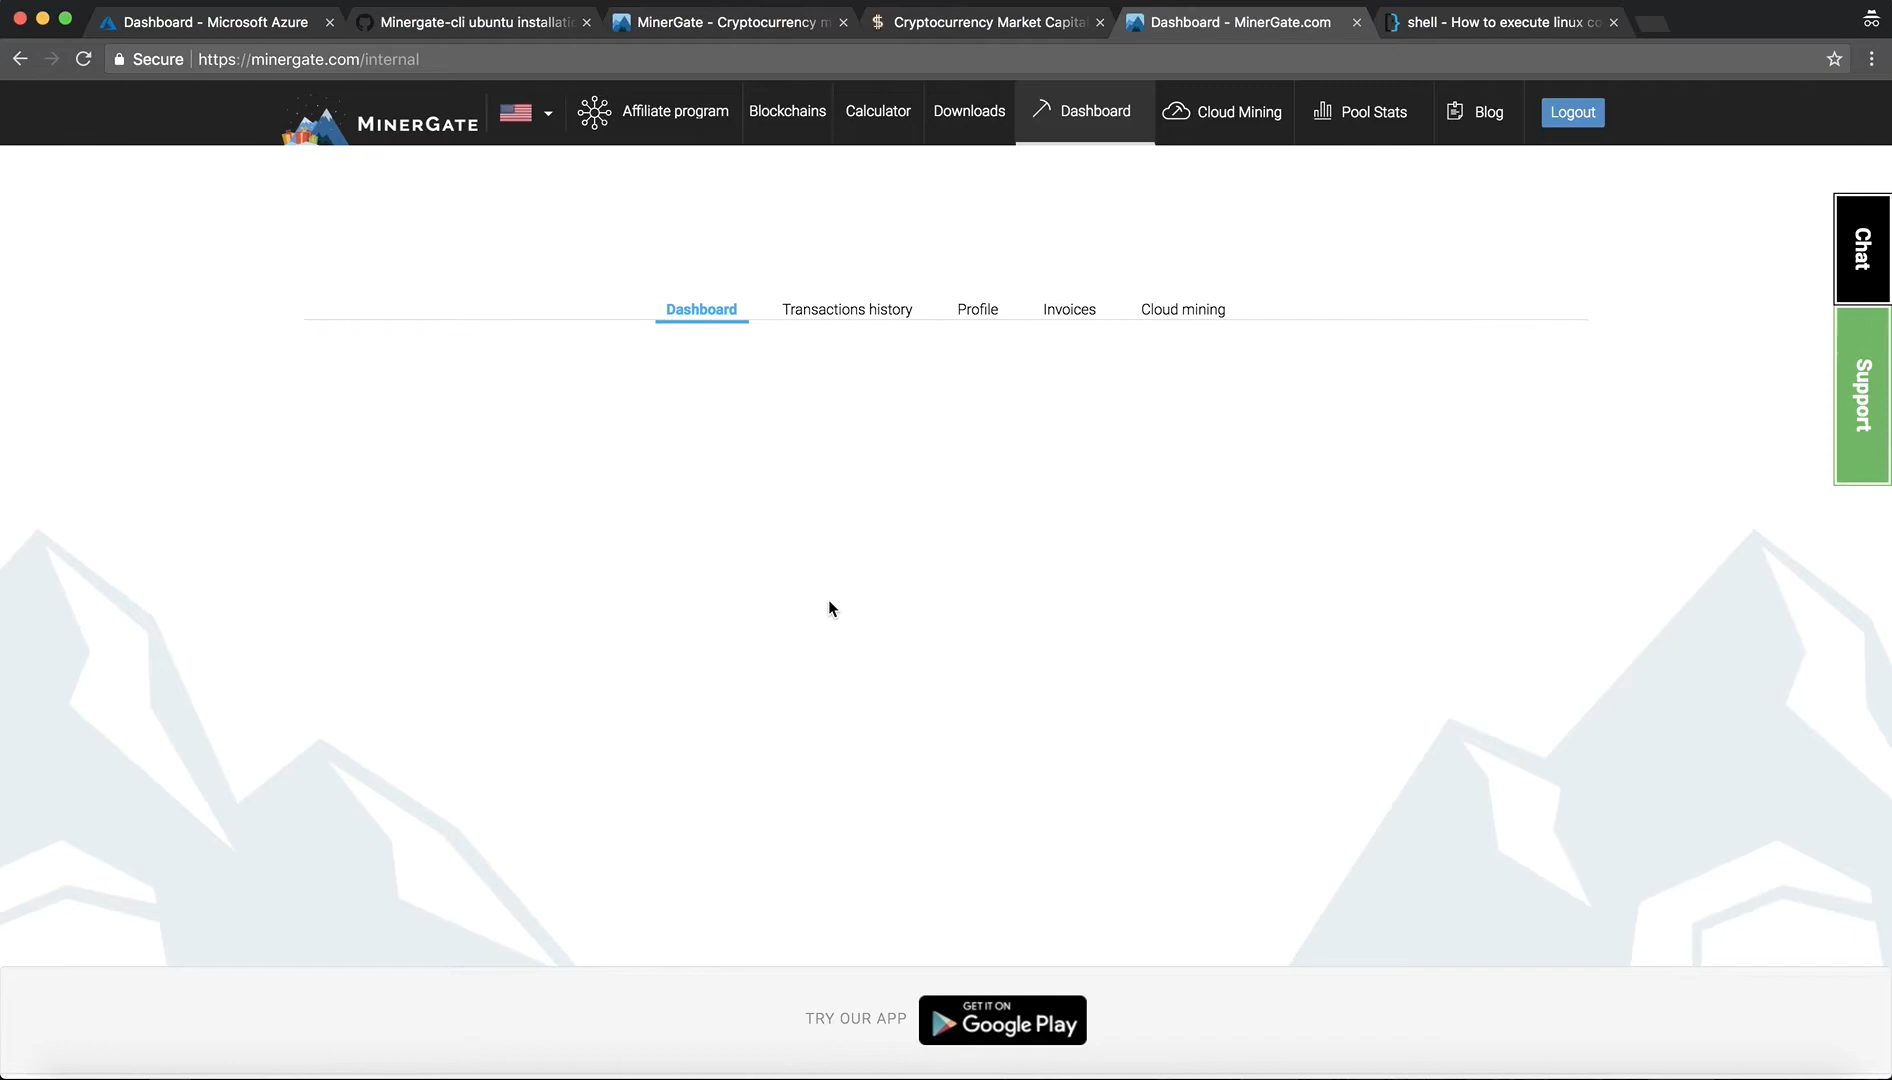 Dashboard - Microsoft Azure
Minergate-cli ubuntu installati
MinerGate - Cryptocurrency m
Cryptocurrency Market Capita
Dashboard - MinerGate.com
shell - How to execute linux co
Secure https://minergate.com/internal
MINERGATE
Affiliate program
Blockchains
Calculator
Downloads
Dashboard
Cloud Mining
Pool Stats
Blog
Logout
Chat
Support
Dashboard Transactions history Profile Invoices Cloud mining
TRY OUR APP
GET IT ON
Google Play